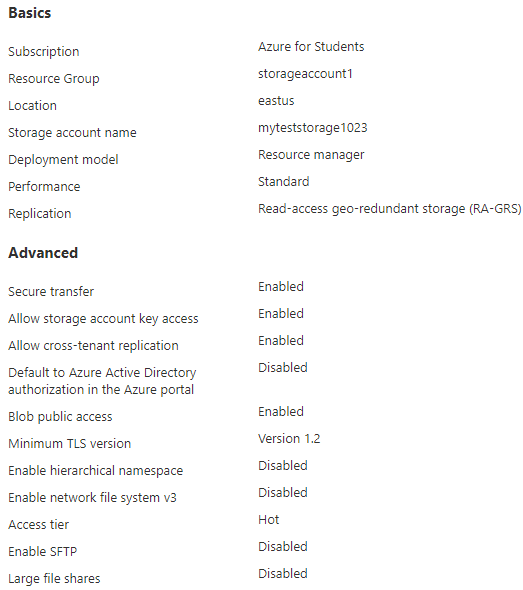 Basics
Subscription Azure for Students
Resource Group storageaccount1
Location eastus
Storage account name myteststorage1023
Deployment model Resource manager
Performance Standard
Replication Read-access geo-redundant storage (RA-GRS)
Advanced
Secure transfer Enabled
Allow storage account key access Enabled
Allow cross-tenant replication Enabled
Default to Azure Active Directory Disabled
authorization in the Azure portal
Blob public access Enabled
Minimum TLS version Version 1.2
Enable hierarchical namespace Disabled
Enable network file system v3 Disabled
Access tier Hot
Enable SFTP Disabled
Large file shares Disabled